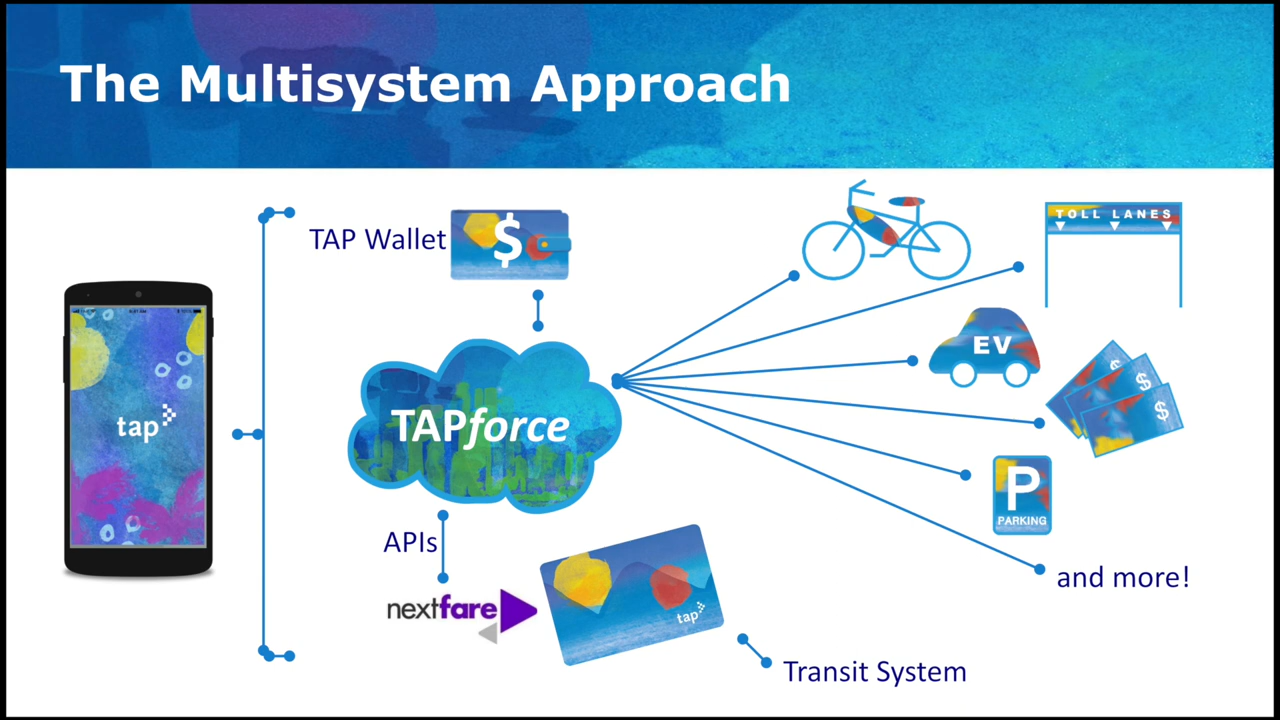 The Multisystem Approach
TAP Wallet
$
TOLL LANES
EV
tap
TAPforce
$
$
$
P
PARKING
APIs
nextfare
tap
and more!
Transit System